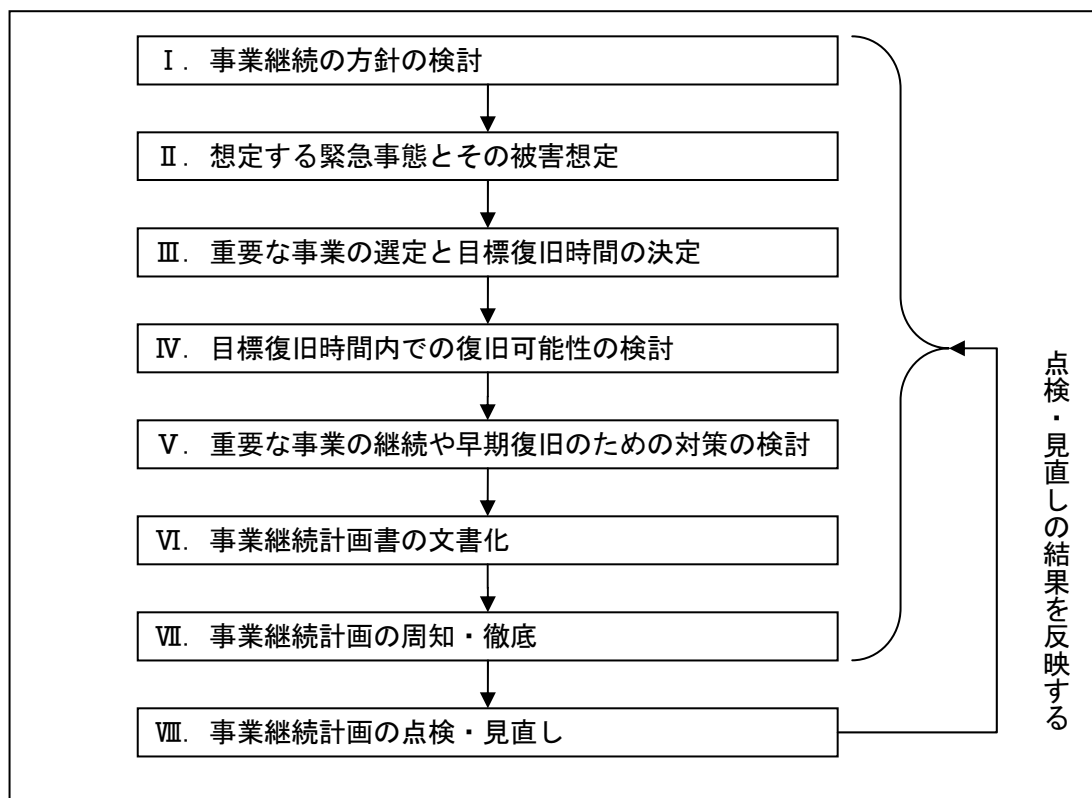 Ⅰ. 事業継続の方針の検討
Ⅱ. 想定する緊急事態とその被害想定
Ⅲ. 重要な事業の選定と目標復旧時間の決定
Ⅳ. 目標復旧時間内での復旧可能性の検討
Ⅴ. 重要な事業の継続や早期復旧のための対策の検討
Ⅵ. 事業継続計画書の文書化
Ⅶ. 事業継続計画の周知・徹底
Ⅷ. 事業継続計画の点検・見直し
点検・見直しの結果を反映する